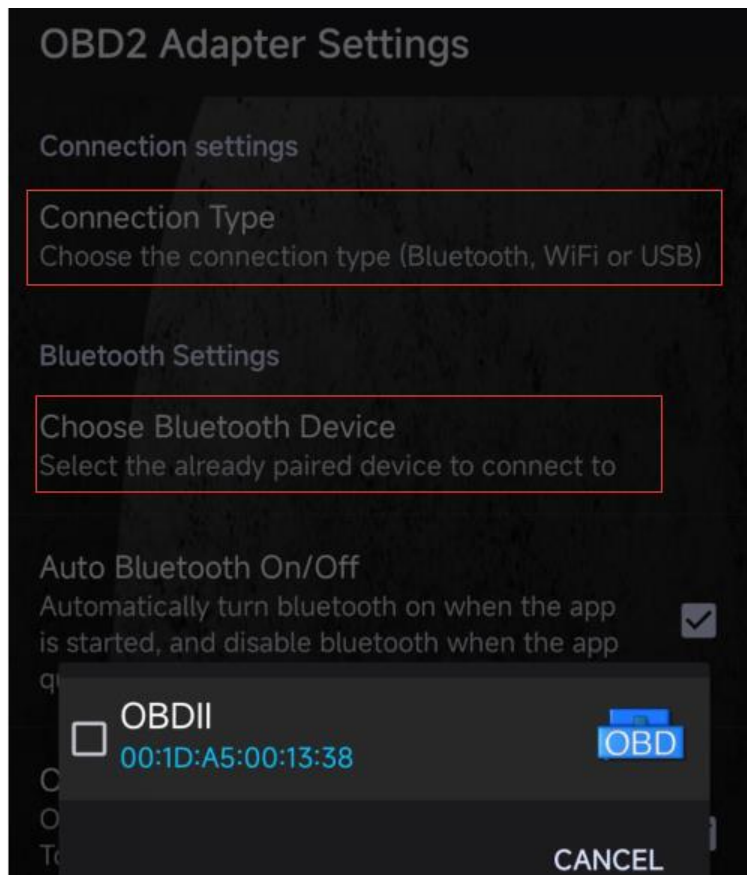 OBD2 Adapter Settings
Connection settings
Connection Type
Choose the connection type (Bluetooth, WiFi or USB)
Bluetooth Settings
Choose Bluetooth Device
Select the already paired device to connect to
Auto Bluetooth On/Off
Automatically turn bluetooth on when the app
is started, and disable bluetooth when the app
OBDII
00:1D:A5:00:13:38
OBD
CANCEL